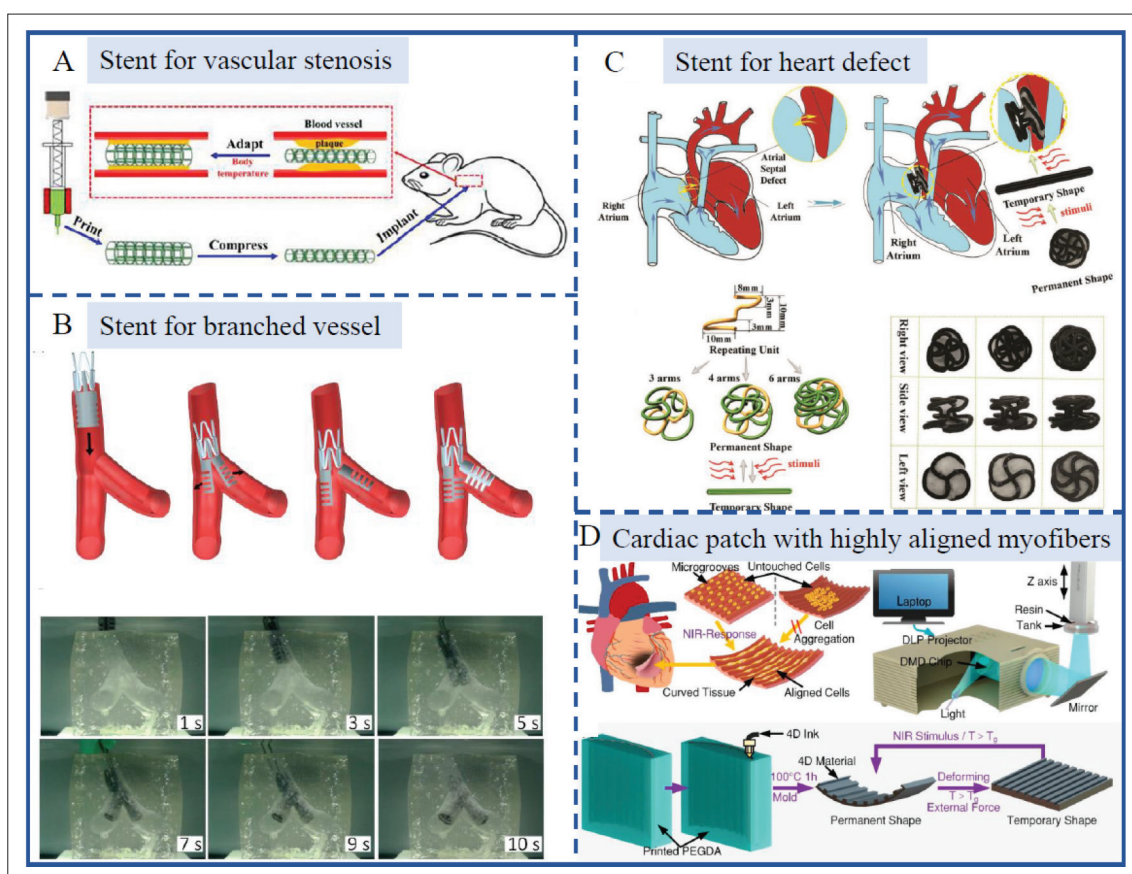 A
Stent for vascular stenosis
Blood vessel
plaque
Adapt
Body
temperature
Print
Compress
Implant
B
Stent for branched vessel
1 s
3 s
5 s
7 s
9 s
10 s
C
Stent for heart defect
Atrial
Septal
Defect
Right
Atrium
Left
Atrium
Right
Atrium
Left
Atrium
Temporary Shape
stimuli
Permanent Shape
8mm
3mm
10mm
3mm
10mm
Repeating Unit
3 arms
4 arms
6 arms
Permanent Shape
stimuli
Temporary Shape
Right view
Side view
Left view
D
Cardiac patch with highly aligned myofibers
Microgrooves
Untouched Cells
NIR-Response
Cell
Aggregation
Curved Tissue
Aligned Cells
Laptop
DLP Projector
DMD Chip
Light
Z axis
Resin
Tank
Mirror
4D Ink
Printed PEGDA
100°C 1h
Mold
4D Material
Permanent Shape
NIR Stimulus / T > Tg
Deforming
T > Tg
External Force
Temporary Shape